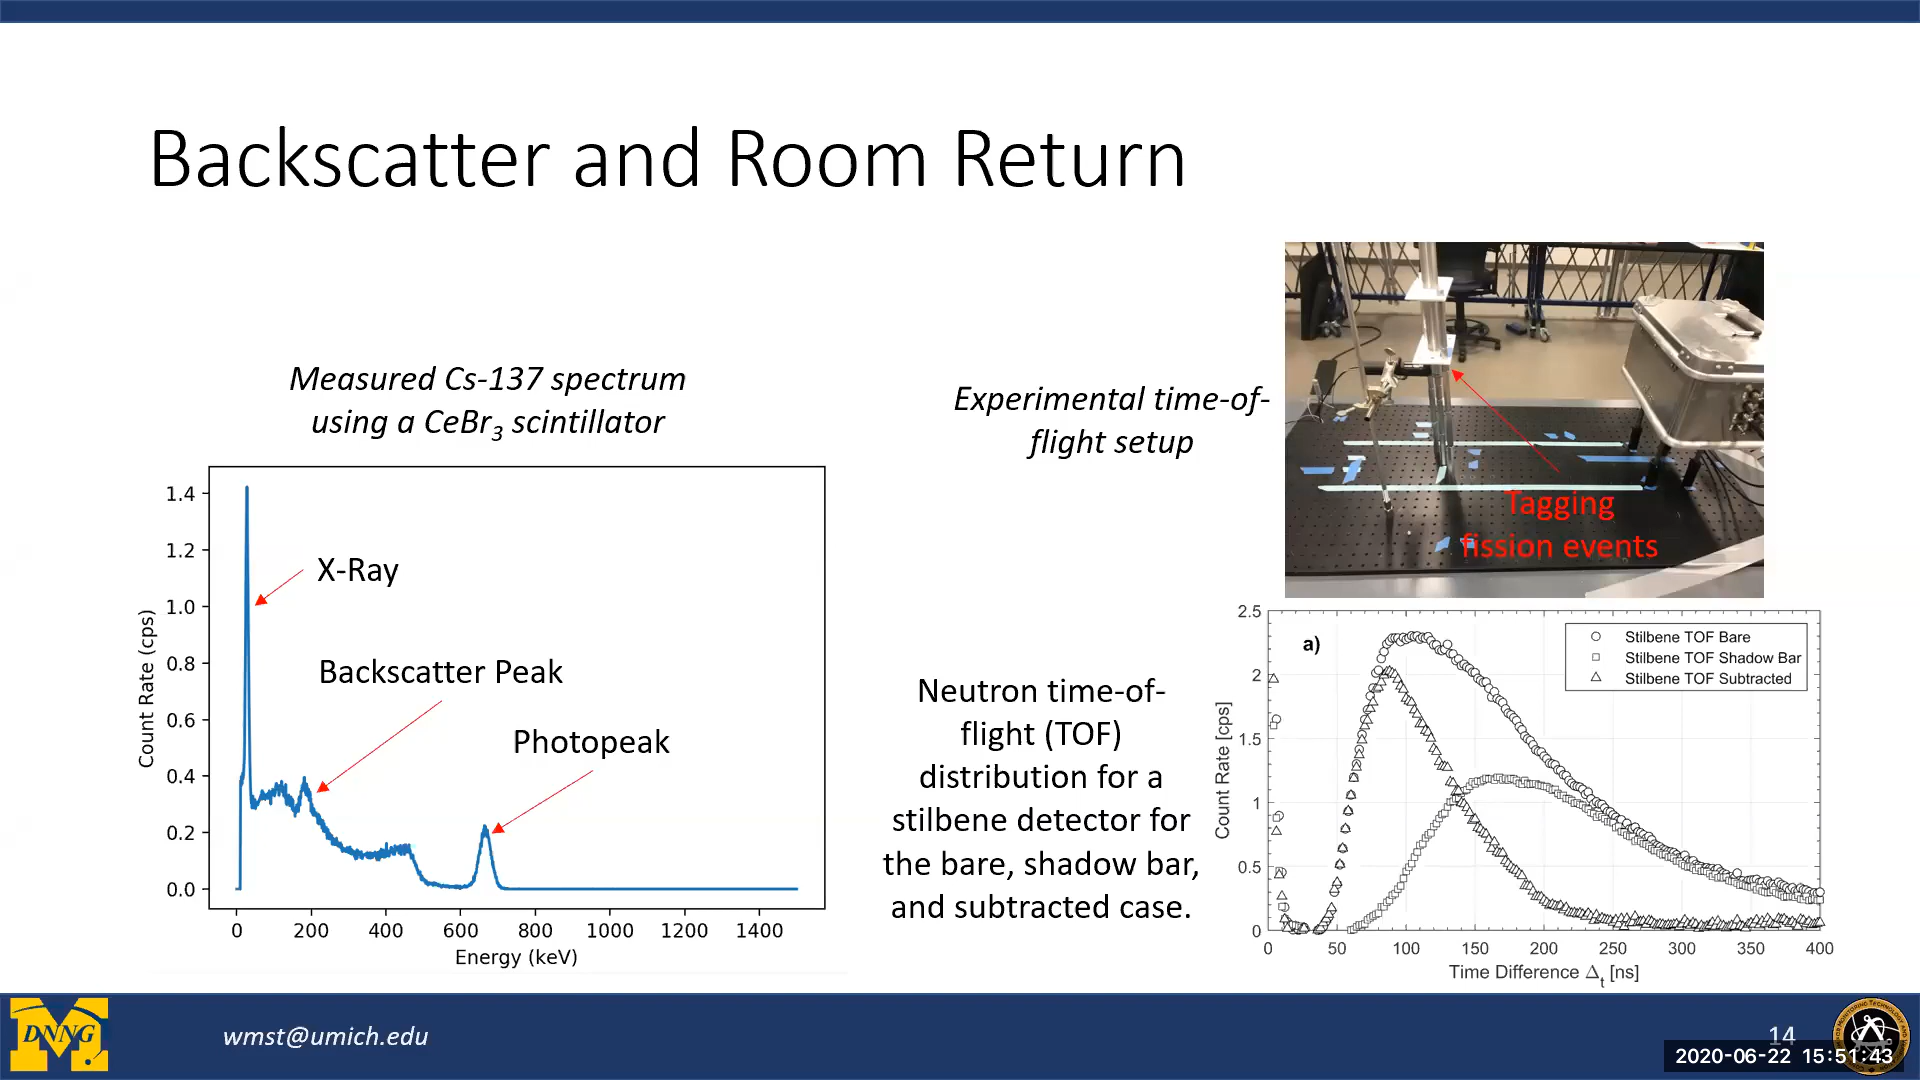 Backscatter and Room Return
Measured Cs-137 spectrum
using a CeBr3 scintillator
1.4
1.2
1.0
0.8
0.6
0.4
0.2
0.0
Count Rate (cps)
X-Ray
Backscatter Peak
Photopeak
0 200 400 600 800 1000 1200 1400
Energy (keV)
Experimental time-of-
flight setup
Tagging
fission events
Neutron time-of-
flight (TOF)
distribution for a
stilbene detector for
the bare, shadow bar,
and subtracted case.
a)
Stilbene TOF Bare
Stilbene TOF Shadow Bar
Stilbene TOF Subtracted
2.5
2
1.5
1
0.5
0
Count Rate [cps]
0 50 100 150 200 250 300 350 400
Time Difference Δt [ns]
DNNG
wmst@umich.edu
14
2020-06-22 15:51:43